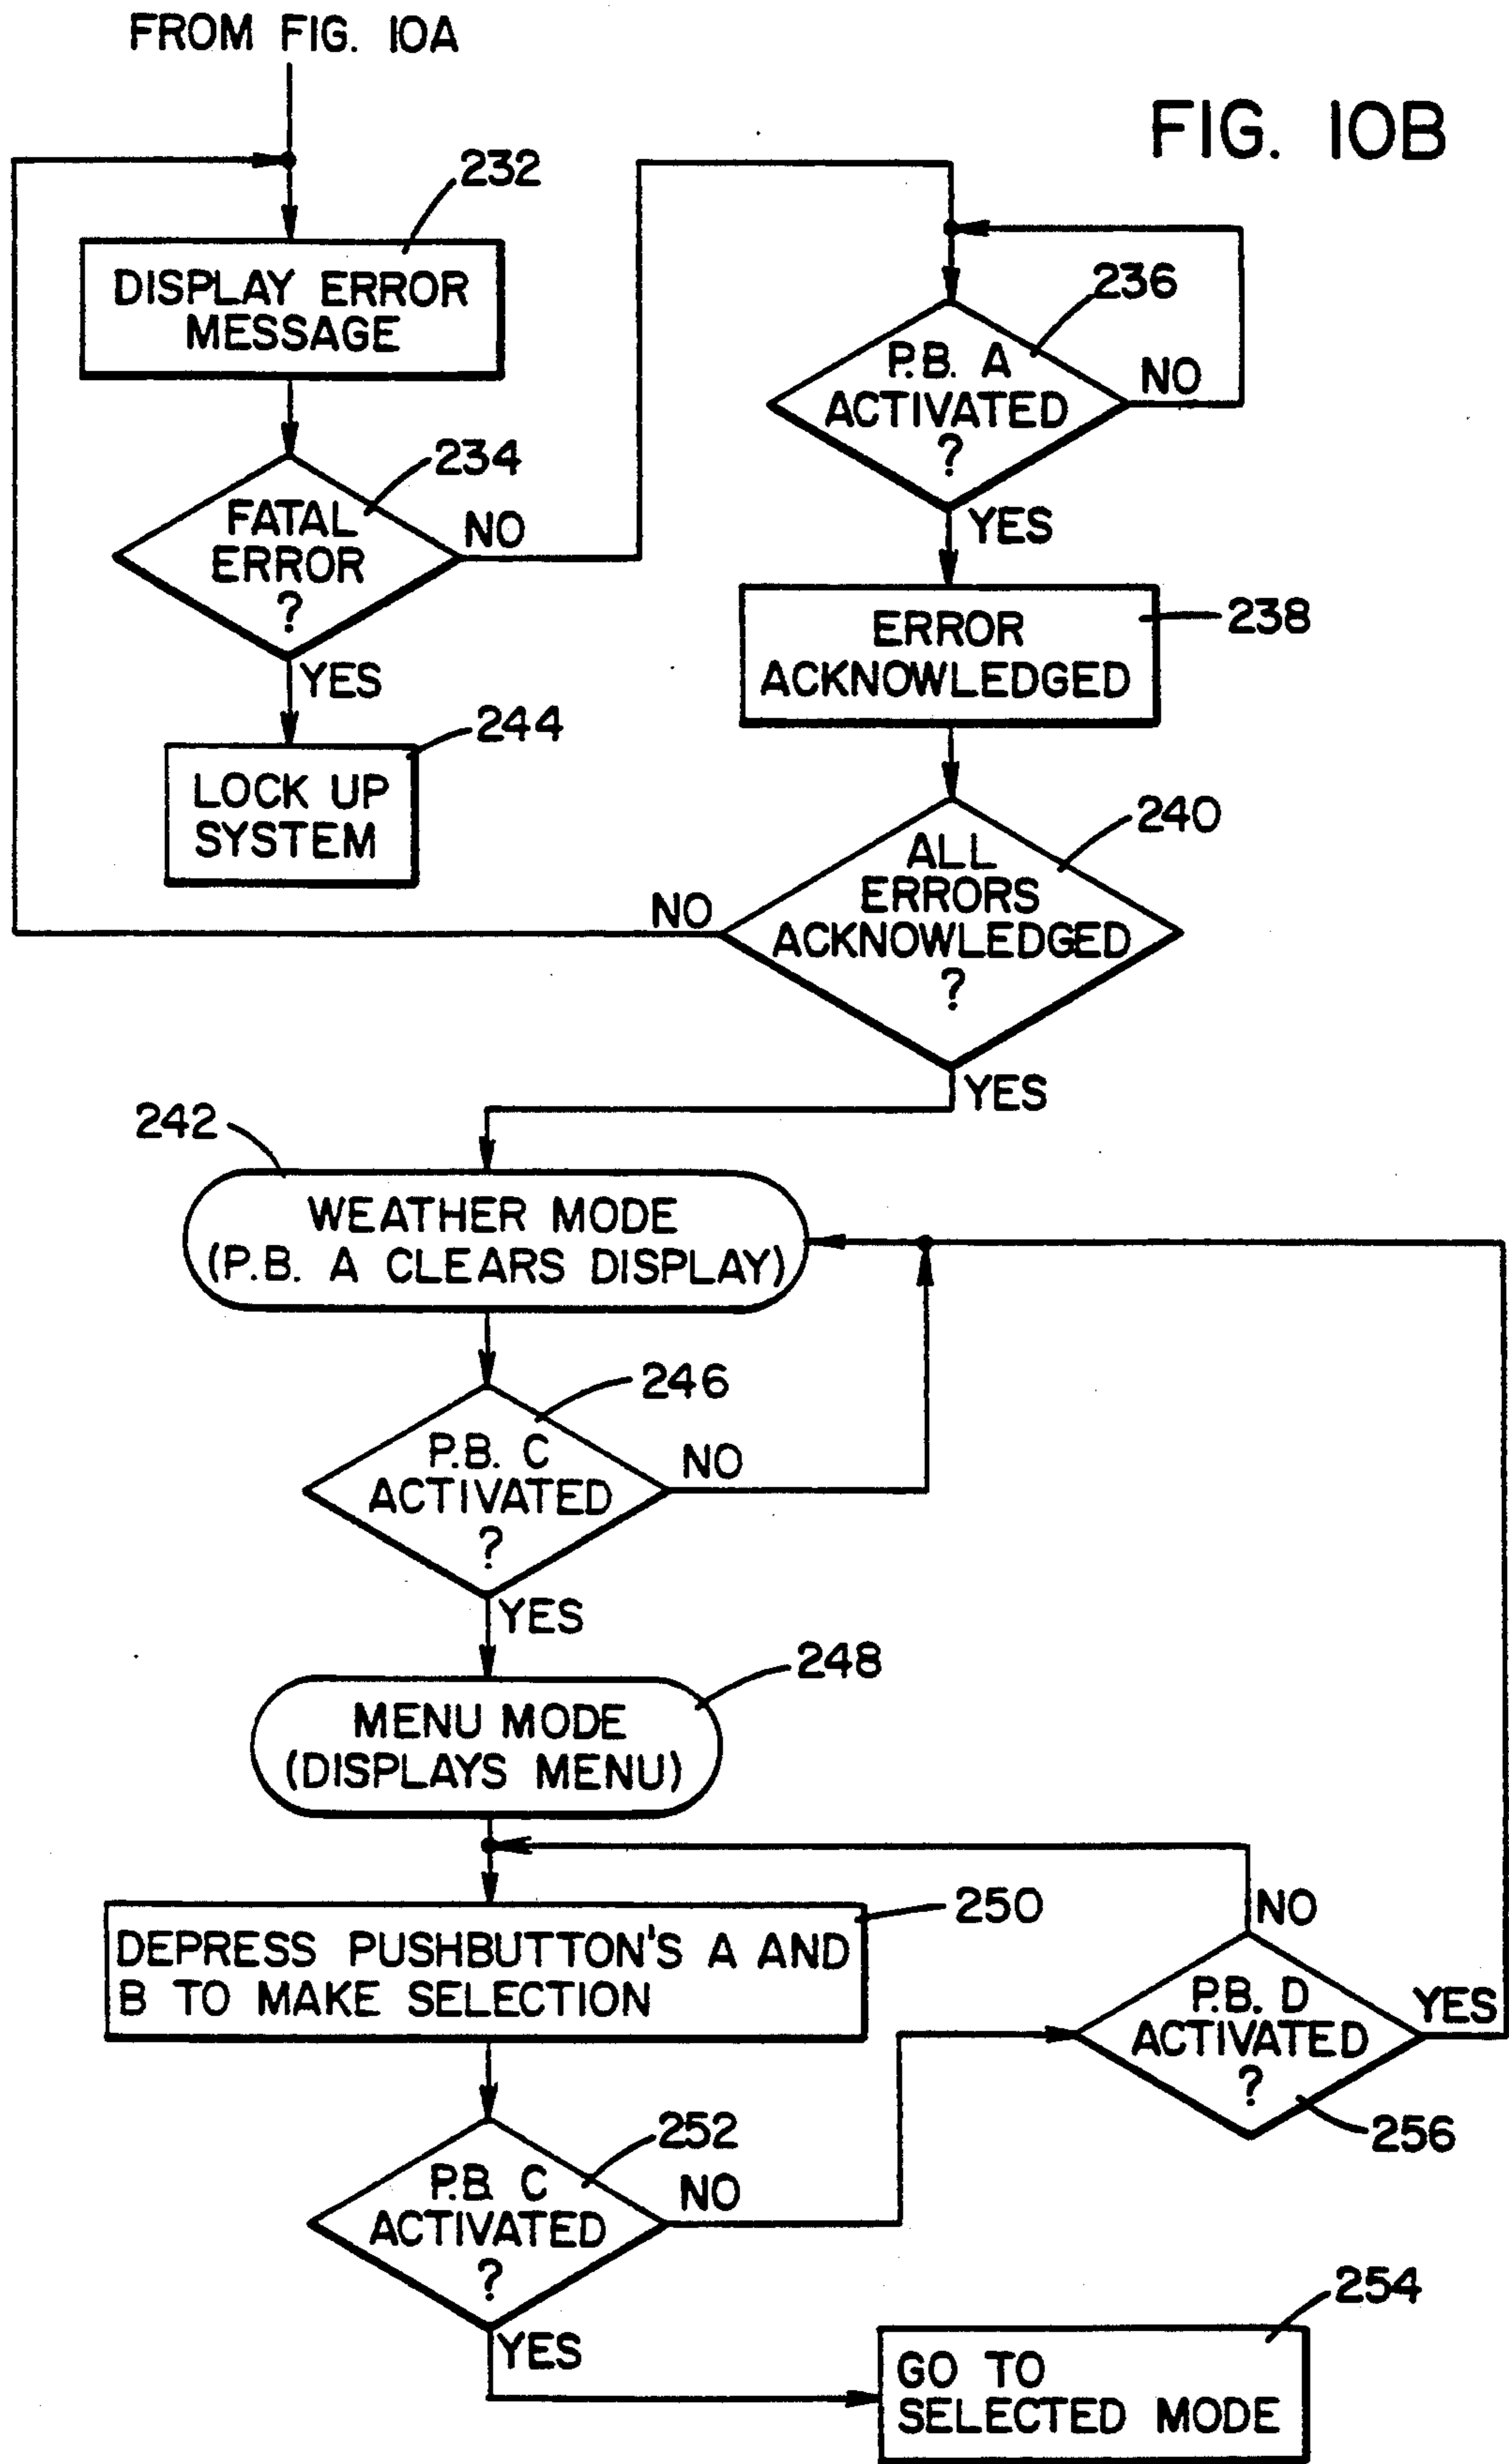 FROM FIG. 10A
FIG. 10B
232
DISPLAY ERROR
MESSAGE
234
FATAL
ERROR
?
NO
YES
244
LOCK UP
SYSTEM
236
P.B. A
ACTIVATED
?
NO
YES
238
ERROR
ACKNOWLEDGED
240
ALL
ERRORS
ACKNOWLEDGED
?
NO
YES
242
WEATHER MODE
(P.B. A CLEARS DISPLAY)
246
P.B. C
ACTIVATED
?
NO
YES
248
MENU MODE
(DISPLAYS MENU)
250
DEPRESS PUSHBUTTON'S A AND
B TO MAKE SELECTION
NO
P.B. D
ACTIVATED
?
YES
256
252
P.B. C
ACTIVATED
?
NO
YES
254
GO TO
SELECTED MODE